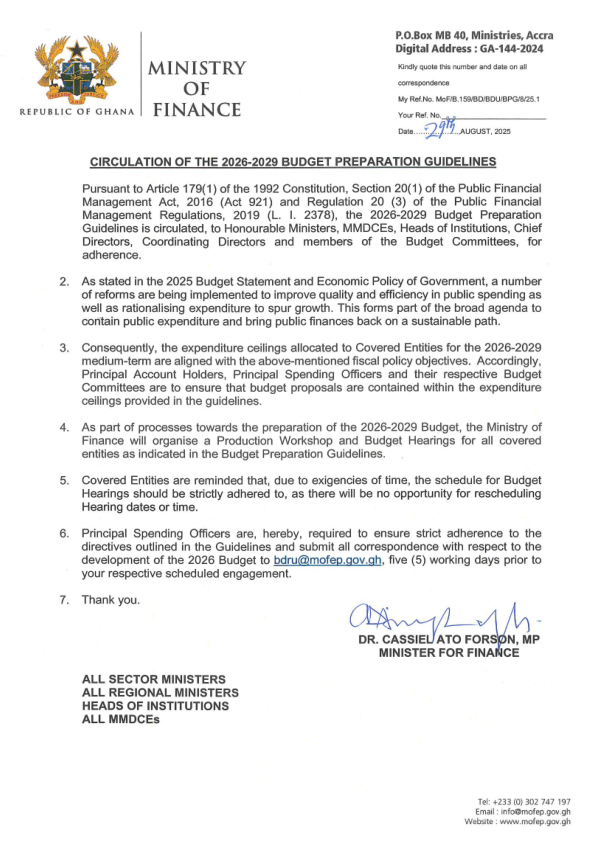 P.O.Box MB 40, Ministries, Accra
Digital Address : GA-144-2024
Kindly quote this number and date on all
correspondence
My Ref.No. MoF/B.159/BD/BDU/BPG/8/25.1
Your Ref. No.
Date.....29th.....AUGUST, 2025
REPUBLIC OF GHANA
MINISTRY
OF
FINANCE
CIRCULATION OF THE 2026-2029 BUDGET PREPARATION GUIDELINES
Pursuant to Article 179(1) of the 1992 Constitution, Section 20(1) of the Public Financial
Management Act, 2016 (Act 921) and Regulation 20 (3) of the Public Financial
Management Regulations, 2019 (L. I. 2378), the 2026-2029 Budget Preparation
Guidelines is circulated, to Honourable Ministers, MMDCEs, Heads of Institutions, Chief
Directors, Coordinating Directors and members of the Budget Committees, for
adherence.
2. As stated in the 2025 Budget Statement and Economic Policy of Government, a number
of reforms are being implemented to improve quality and efficiency in public spending as
well as rationalising expenditure to spur growth. This forms part of the broad agenda to
contain public expenditure and bring public finances back on a sustainable path.
3. Consequently, the expenditure ceilings allocated to Covered Entities for the 2026-2029
medium-term are aligned with the above-mentioned fiscal policy objectives. Accordingly,
Principal Account Holders, Principal Spending Officers and their respective Budget
Committees are to ensure that budget proposals are contained within the expenditure
ceilings provided in the guidelines.
4. As part of processes towards the preparation of the 2026-2029 Budget, the Ministry of
Finance will organise a Production Workshop and Budget Hearings for all covered
entities as indicated in the Budget Preparation Guidelines.
5. Covered Entities are reminded that, due to exigencies of time, the schedule for Budget
Hearings should be strictly adhered to, as there will be no opportunity for rescheduling
Hearing dates or time.
6. Principal Spending Officers are, hereby, required to ensure strict adherence to the
directives outlined in the Guidelines and submit all correspondence with respect to the
development of the 2026 Budget to bdru@mofep.gov.gh, five (5) working days prior to
your respective scheduled engagement.
7. Thank you.
DR. CASSIEL ATO FORSON, MP
MINISTER FOR FINANCE
ALL SECTOR MINISTERS
ALL REGIONAL MINISTERS
HEADS OF INSTITUTIONS
ALL MMDCEs
Tel: +233 (0) 302 747 197
Email : info@mofep.gov.gh
Website : www.mofep.gov.gh